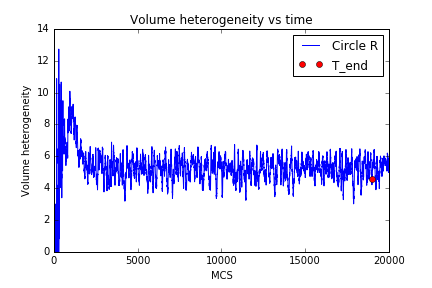 Volume heterogeneity vs time
14
12
10
8
6
4
2
0
Volume heterogeneity
Circle R
T_end
0
5000
10000
15000
20000
MCS